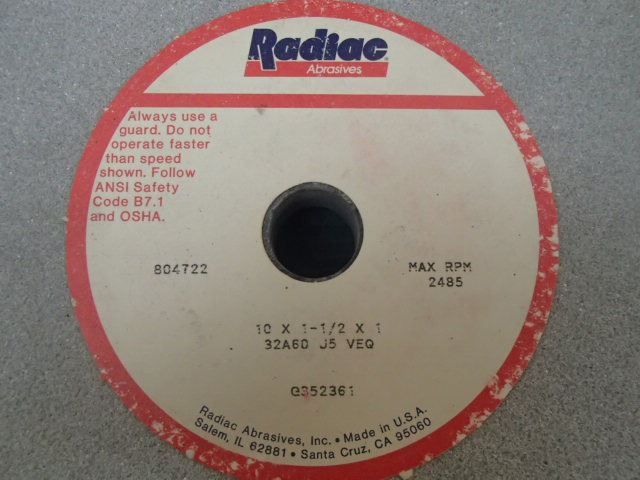 Radiac
Abrasives
Always use a
guard. Do not
operate faster
than speed
shown. Follow
ANSI Safety
Code B7.1
and OSHA.
804722
MAX RPM
2485
10 X 1-1/2 X 1
32A60 J5 VEQ
G352361
Radiac Abrasives, Inc. • Made in U.S.A.
Salem, IL 62881 • Santa Cruz, CA 95060